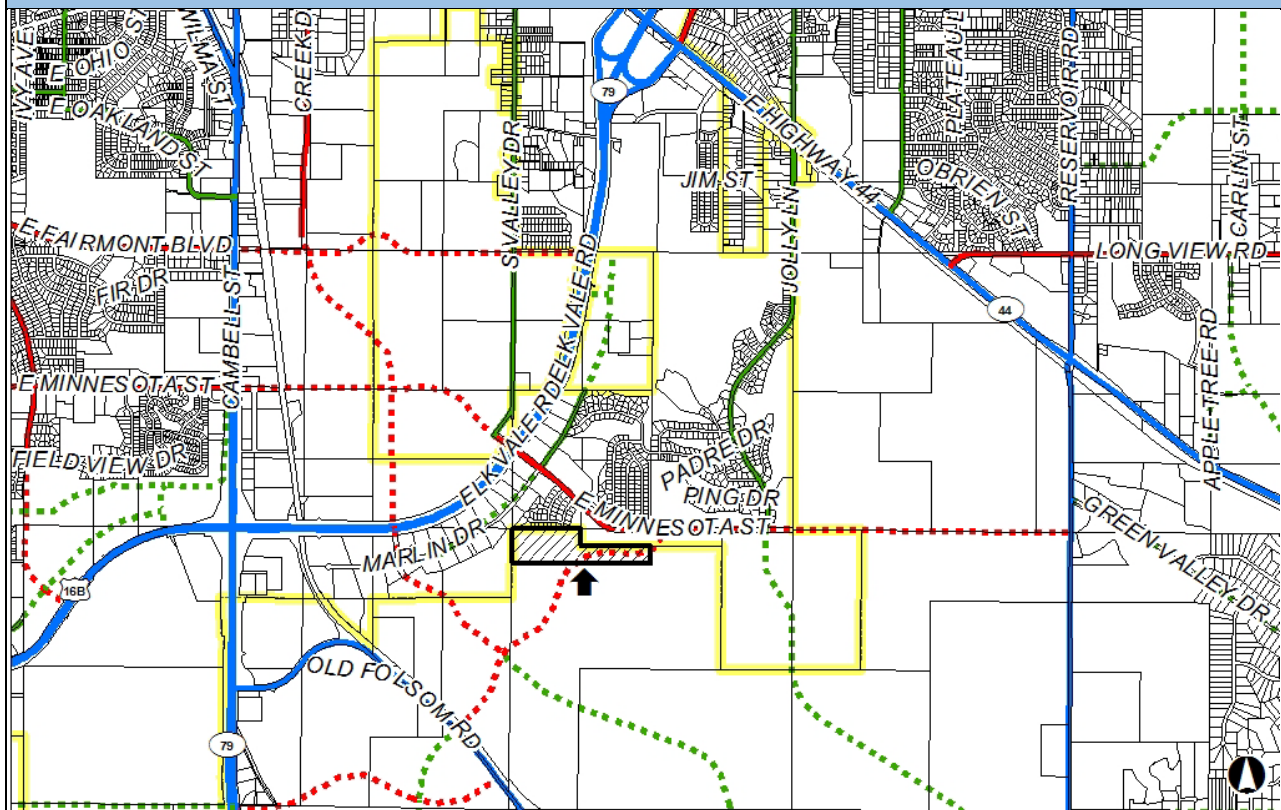 IVY AVE
E OHIO ST
WILMA ST
E OAKLAND ST
CREEK D
S VALLEY DR
79
E HIGHWAY 44
JIM ST
JOLLY LN
PLATEAU L
OBRIEN ST
RESERVOIR RD
CARLIN ST
E FAIRMONT BLVD
FIR DR
CAMBELL ST
LONG VIEW RD
44
E MINNESOTA ST
FIELD VIEW DR
ELK VALE RD
ELK VALE RD
PADRE DR
PING DR
E MINNESOTA ST
MARLIN DR
APPLE TREE RD
GREEN VALLEY DR
16B
OLD FOLSOM RD
79